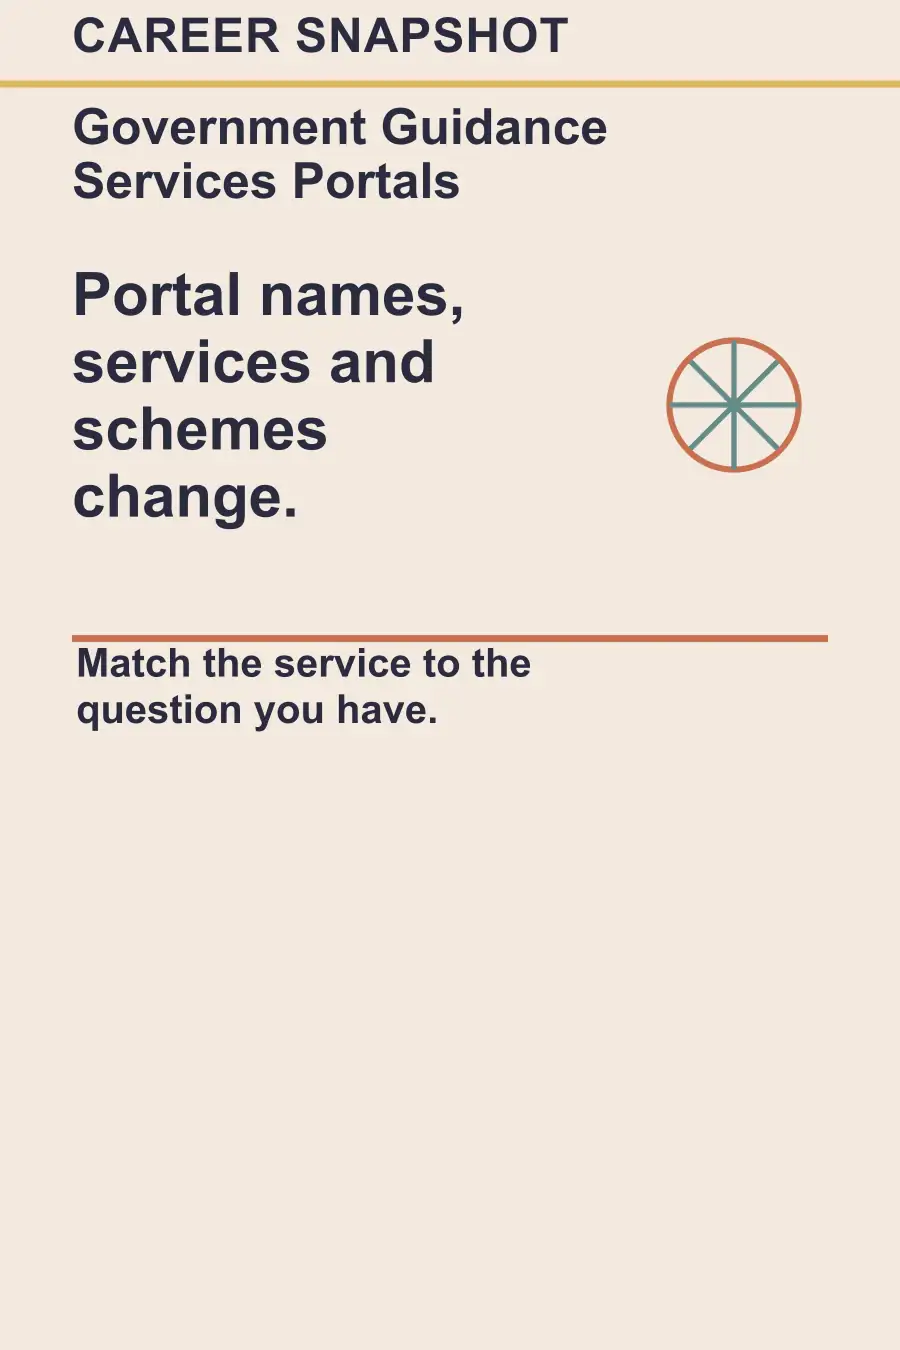 CAREER SNAPSHOT
Government Guidance
Services Portals
Portal names,
services and
schemes
change.
Match the service to the
question you have.